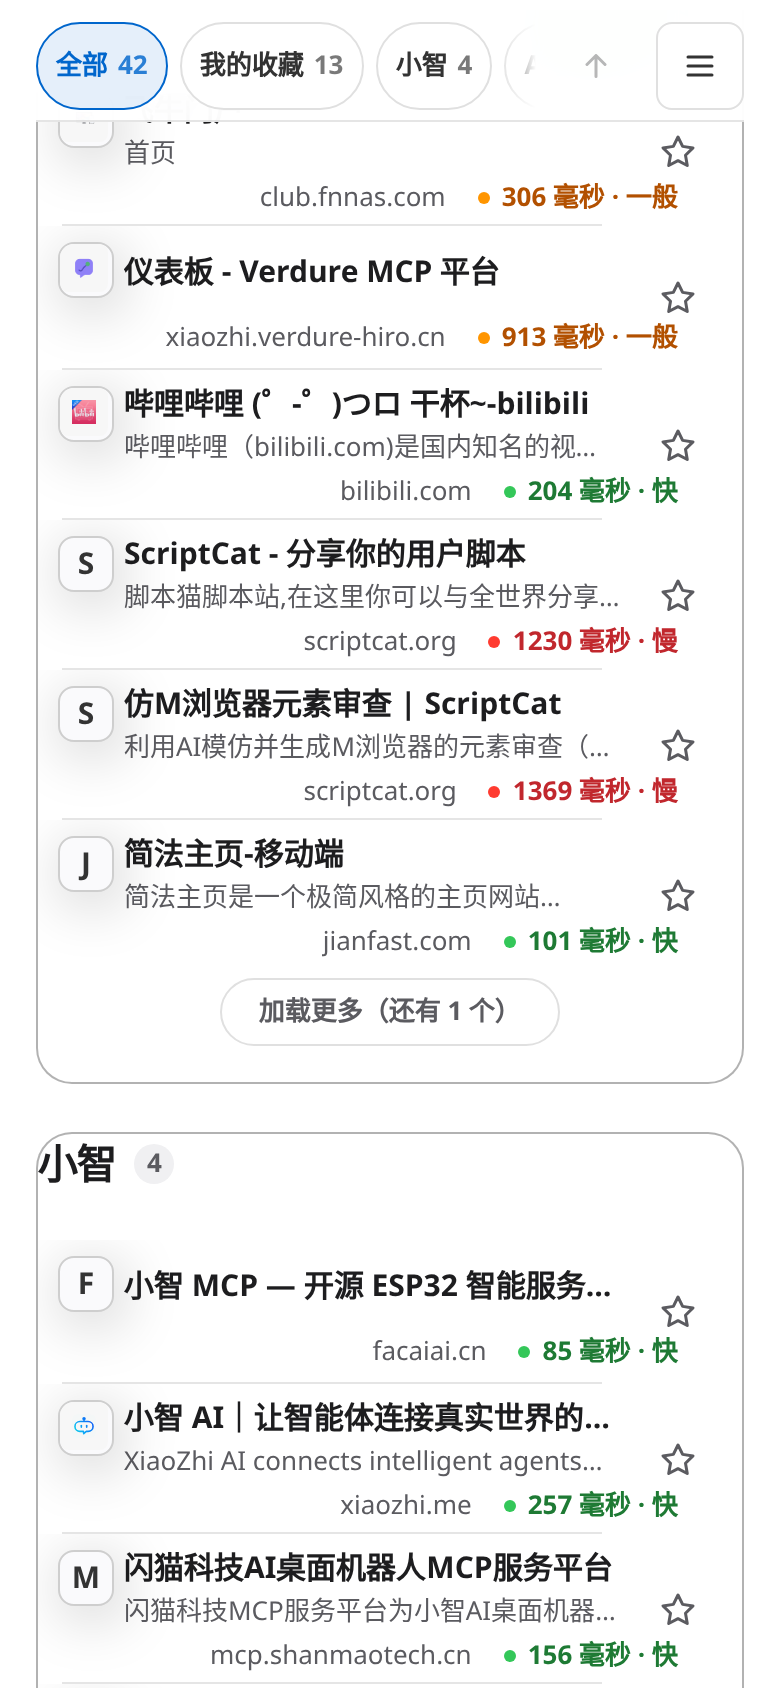 全部 42
我的收藏 13
小智 4
首页
club.fnnas.com
306 毫秒 · 一般
仪表板 - Verdure MCP 平台
xiaozhi.verdure-hiro.cn
913 毫秒 · 一般
哔哩哔哩 (゜-゜)つロ 干杯~-bilibili
哔哩哔哩（bilibili.com)是国内知名的视...
bilibili.com
204 毫秒 · 快
S
ScriptCat - 分享你的用户脚本
脚本猫脚本站,在这里你可以与全世界分享...
scriptcat.org
1230 毫秒 · 慢
S
仿M浏览器元素审查 | ScriptCat
利用AI模仿并生成M浏览器的元素审查（...
scriptcat.org
1369 毫秒 · 慢
J
简法主页-移动端
简法主页是一个极简风格的主页网站...
jianfast.com
101 毫秒 · 快
加载更多（还有 1 个）
小智 4
F
小智 MCP — 开源 ESP32 智能服务...
facaiai.cn
85 毫秒 · 快
小智 AI｜让智能体连接真实世界的...
XiaoZhi AI connects intelligent agents...
xiaozhi.me
257 毫秒 · 快
M
闪猫科技AI桌面机器人MCP服务平台
闪猫科技MCP服务平台为小智AI桌面机器...
mcp.shanmaotech.cn
156 毫秒 · 快